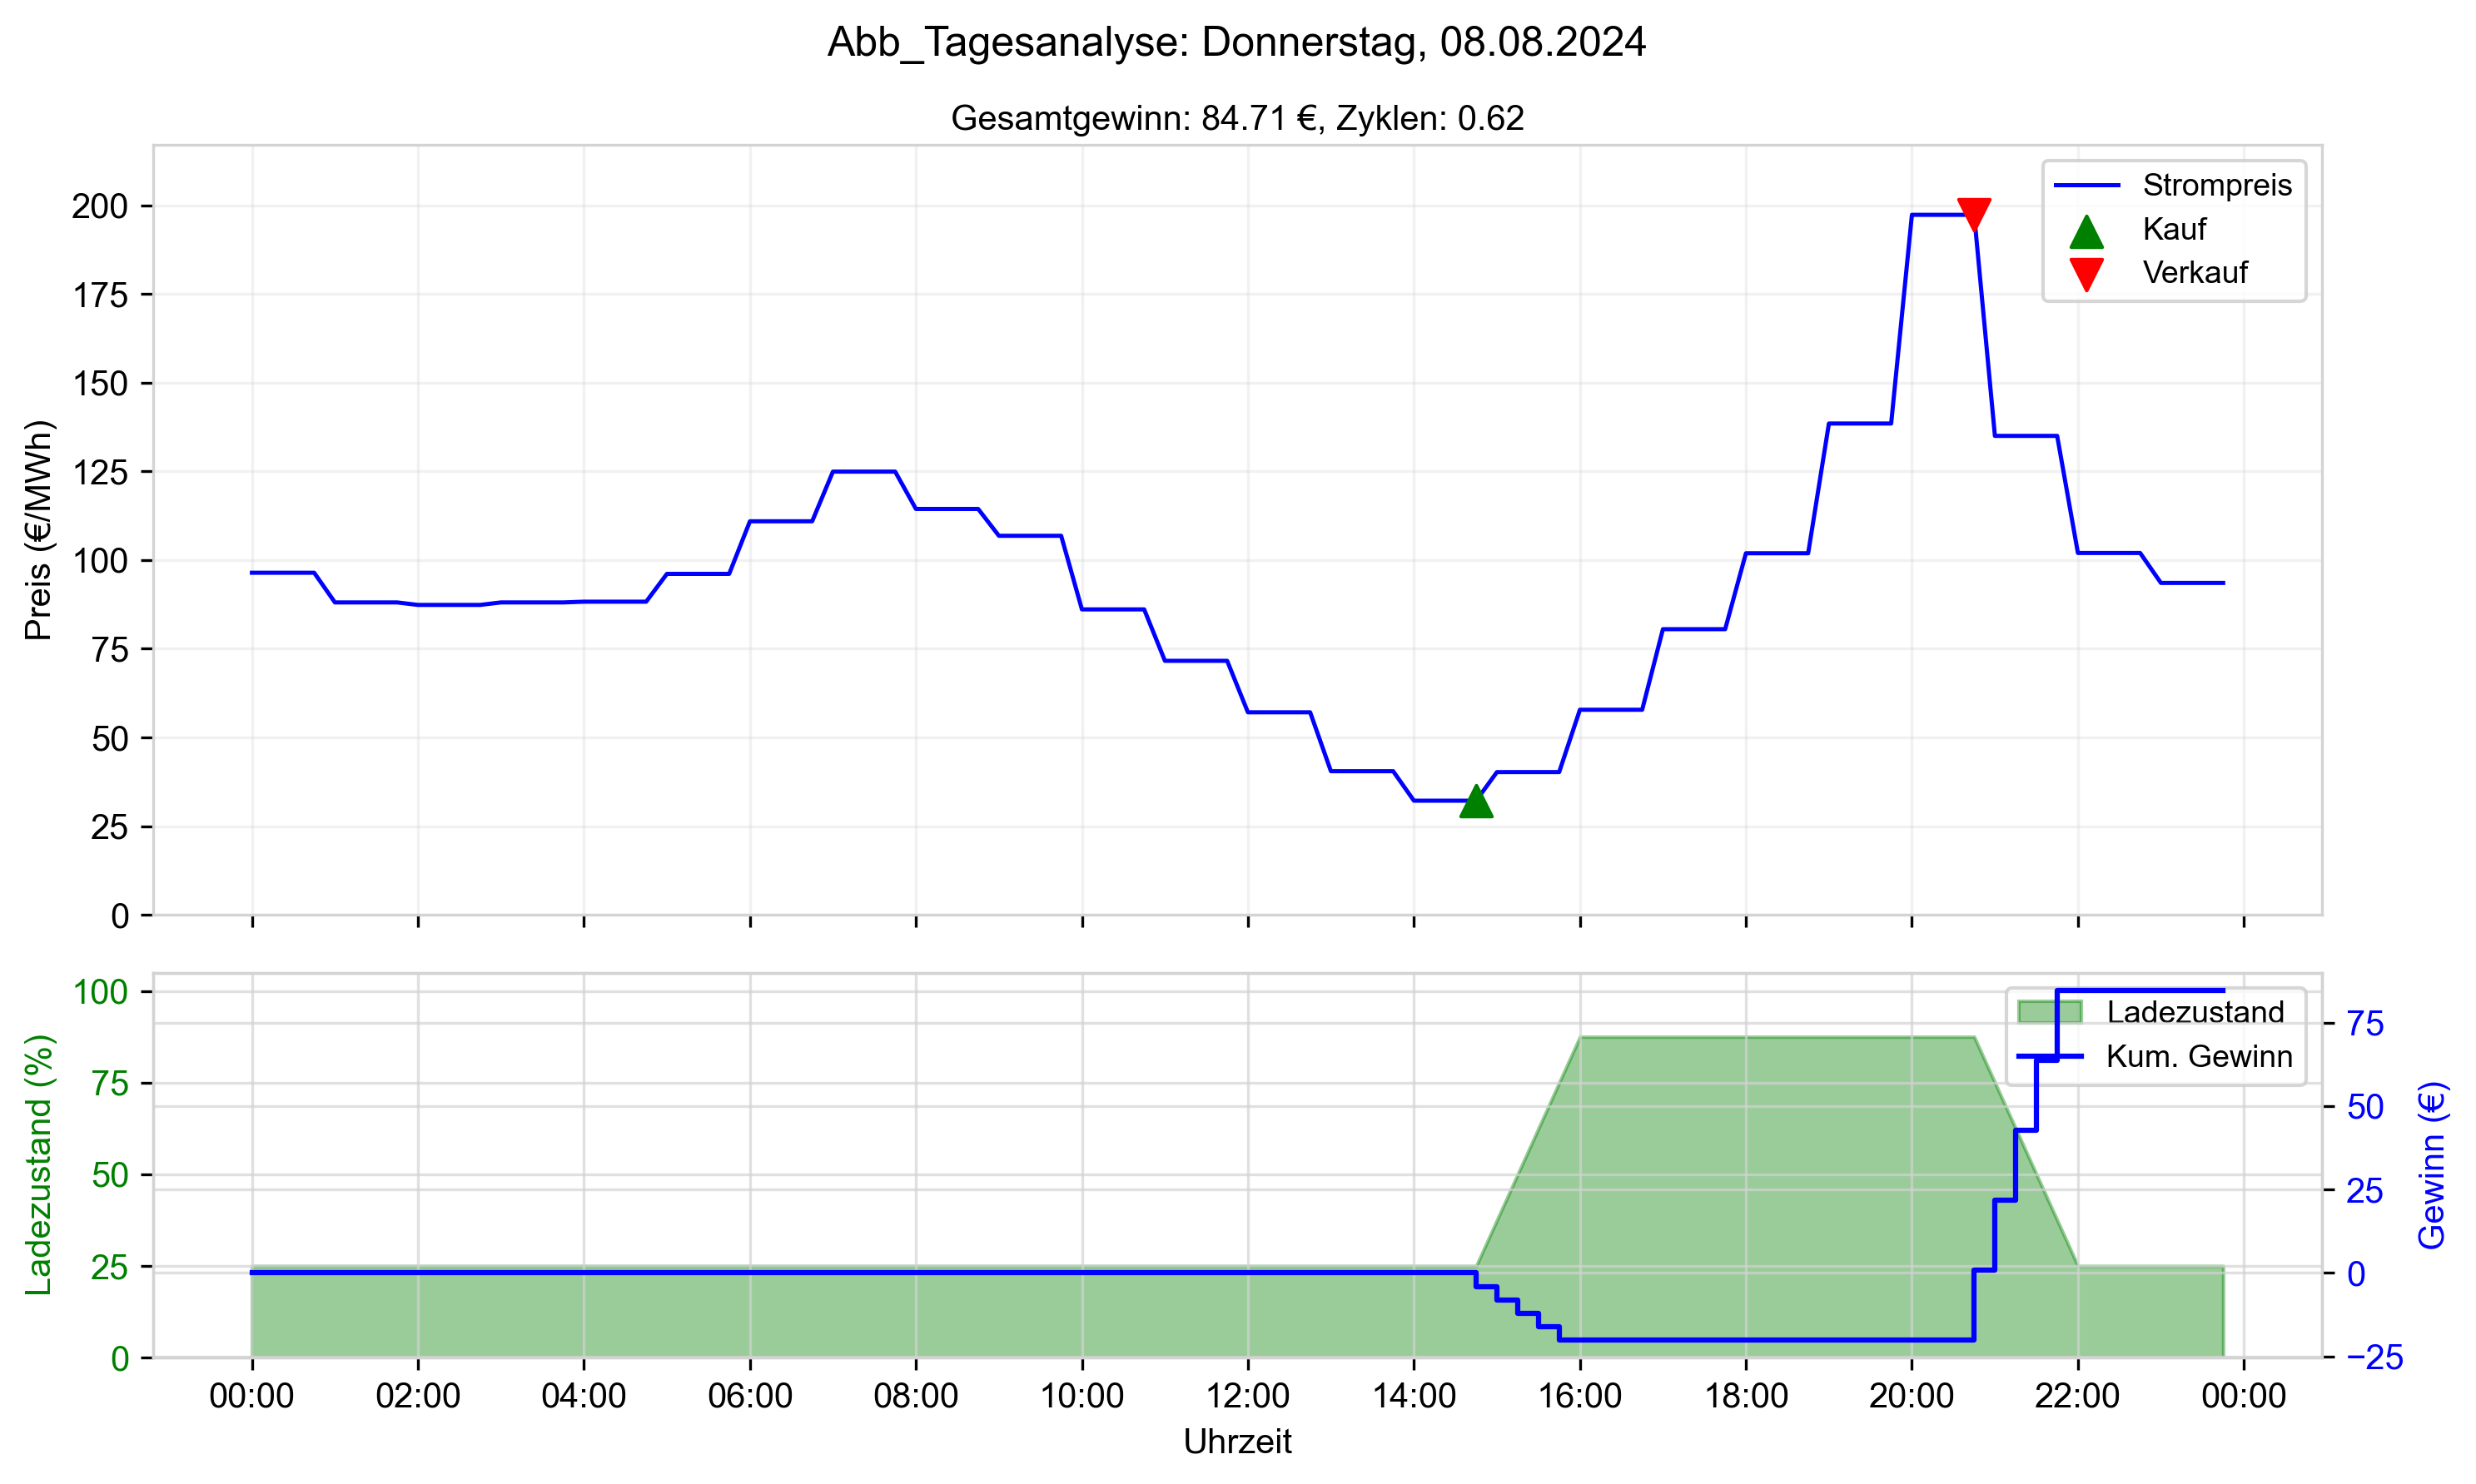 Abb_Tagesanalyse: Donnerstag, 08.08.2024
Gesamtgewinn: 84.71 €, Zyklen: 0.62
Preis (€/MWh)
200
175
150
125
100
75
50
25
0
Strompreis
Kauf
Verkauf
Ladezustand (%)
100
75
50
25
0
Ladezustand
Kum. Gewinn
75
50
25
0
−25
Gewinn (€)
00:00 02:00 04:00 06:00 08:00 10:00 12:00 14:00 16:00 18:00 20:00 22:00 00:00
Uhrzeit